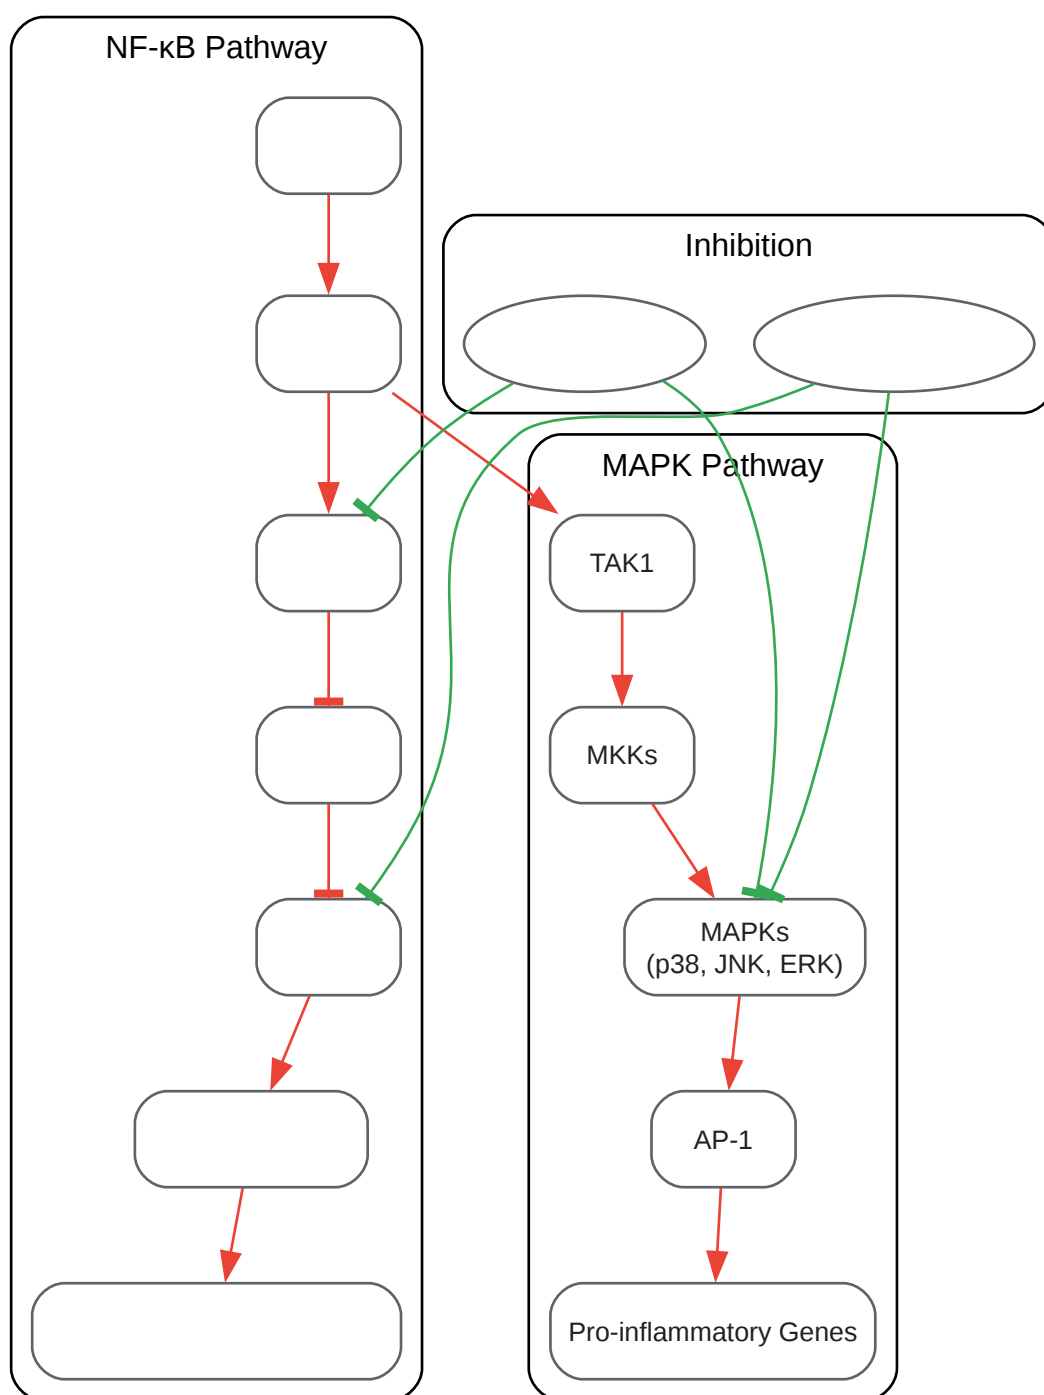 NF-κB Pathway
Inhibition
MAPK Pathway
TAK1
MKKs
MAPKs
(p38, JNK, ERK)
AP-1
Pro-inflammatory Genes